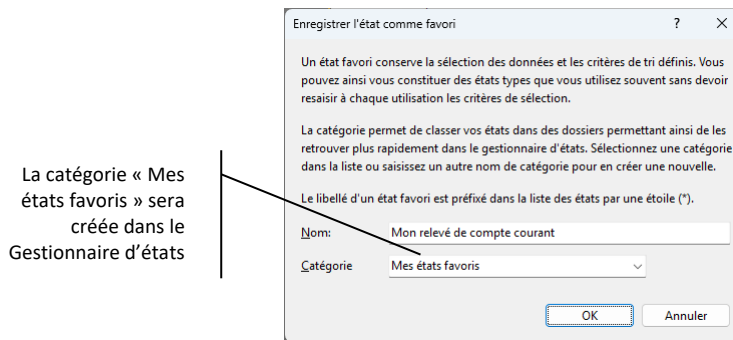 Enregistrer l'état comme favori ? ×
Un état favori conserve la sélection des données et les critères de tri définis. Vous
pouvez ainsi vous constituer des états types que vous utilisez souvent sans devoir
resaisir à chaque utilisation les critères de sélection.
La catégorie permet de classer vos états dans des dossiers permettant ainsi de les
retrouver plus rapidement dans le gestionnaire d'états. Sélectionnez une catégorie
dans la liste ou saisissez un autre nom de catégorie pour en créer une nouvelle.
Le libellé d'un état favori est préfixé dans la liste des états par une étoile (*).
Nom: Mon relevé de compte courant
Catégorie Mes états favoris
OK Annuler
La catégorie « Mes
états favoris » sera
créée dans le
Gestionnaire d’états